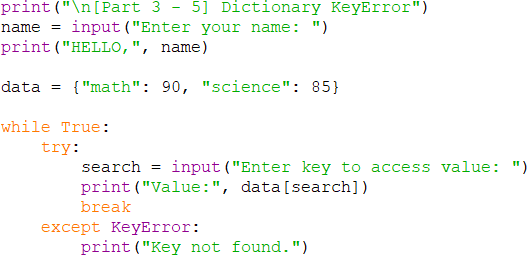 print("\n[Part 3 - 5] Dictionary KeyError")
name = input("Enter your name: ")
print("HELLO,", name)

data = {"math": 90, "science": 85}

while True:
    try:
        search = input("Enter key to access value: ")
        print("Value:", data[search])
        break
    except KeyError:
        print("Key not found.")